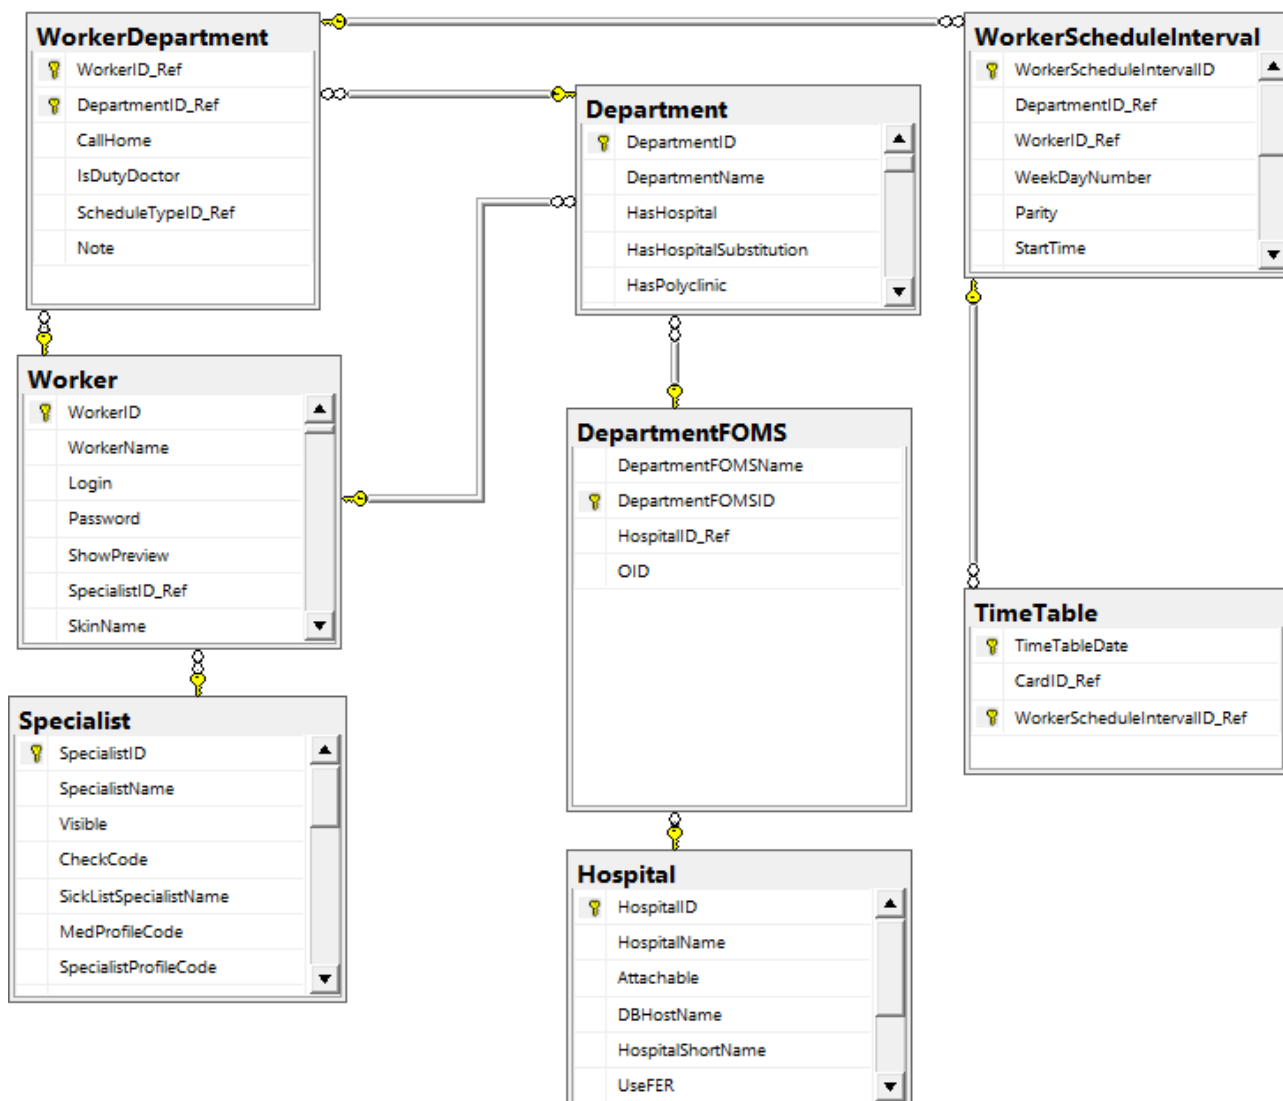 WorkerDepartment
WorkerID_Ref
DepartmentID_Ref
CallHome
IsDutyDoctor
ScheduleTypeID_Ref
Note
Department
DepartmentID
DepartmentName
HasHospital
HasHospitalSubstitution
HasPolyclinic
WorkerScheduleInterval
WorkerScheduleIntervalID
DepartmentID_Ref
WorkerID_Ref
WeekDayNumber
Parity
StartTime
Worker
WorkerID
WorkerName
Login
Password
ShowPreview
SpecialistID_Ref
SkinName
DepartmentFOMS
DepartmentFOMSName
DepartmentFOMSID
HospitalID_Ref
OID
TimeTable
TimeTableDate
CardID_Ref
WorkerScheduleIntervalID_Ref
Specialist
SpecialistID
SpecialistName
Visible
CheckCode
SickListSpecialistName
MedProfileCode
SpecialistProfileCode
Hospital
HospitalID
HospitalName
Attachable
DBHostName
HospitalShortName
UseFER